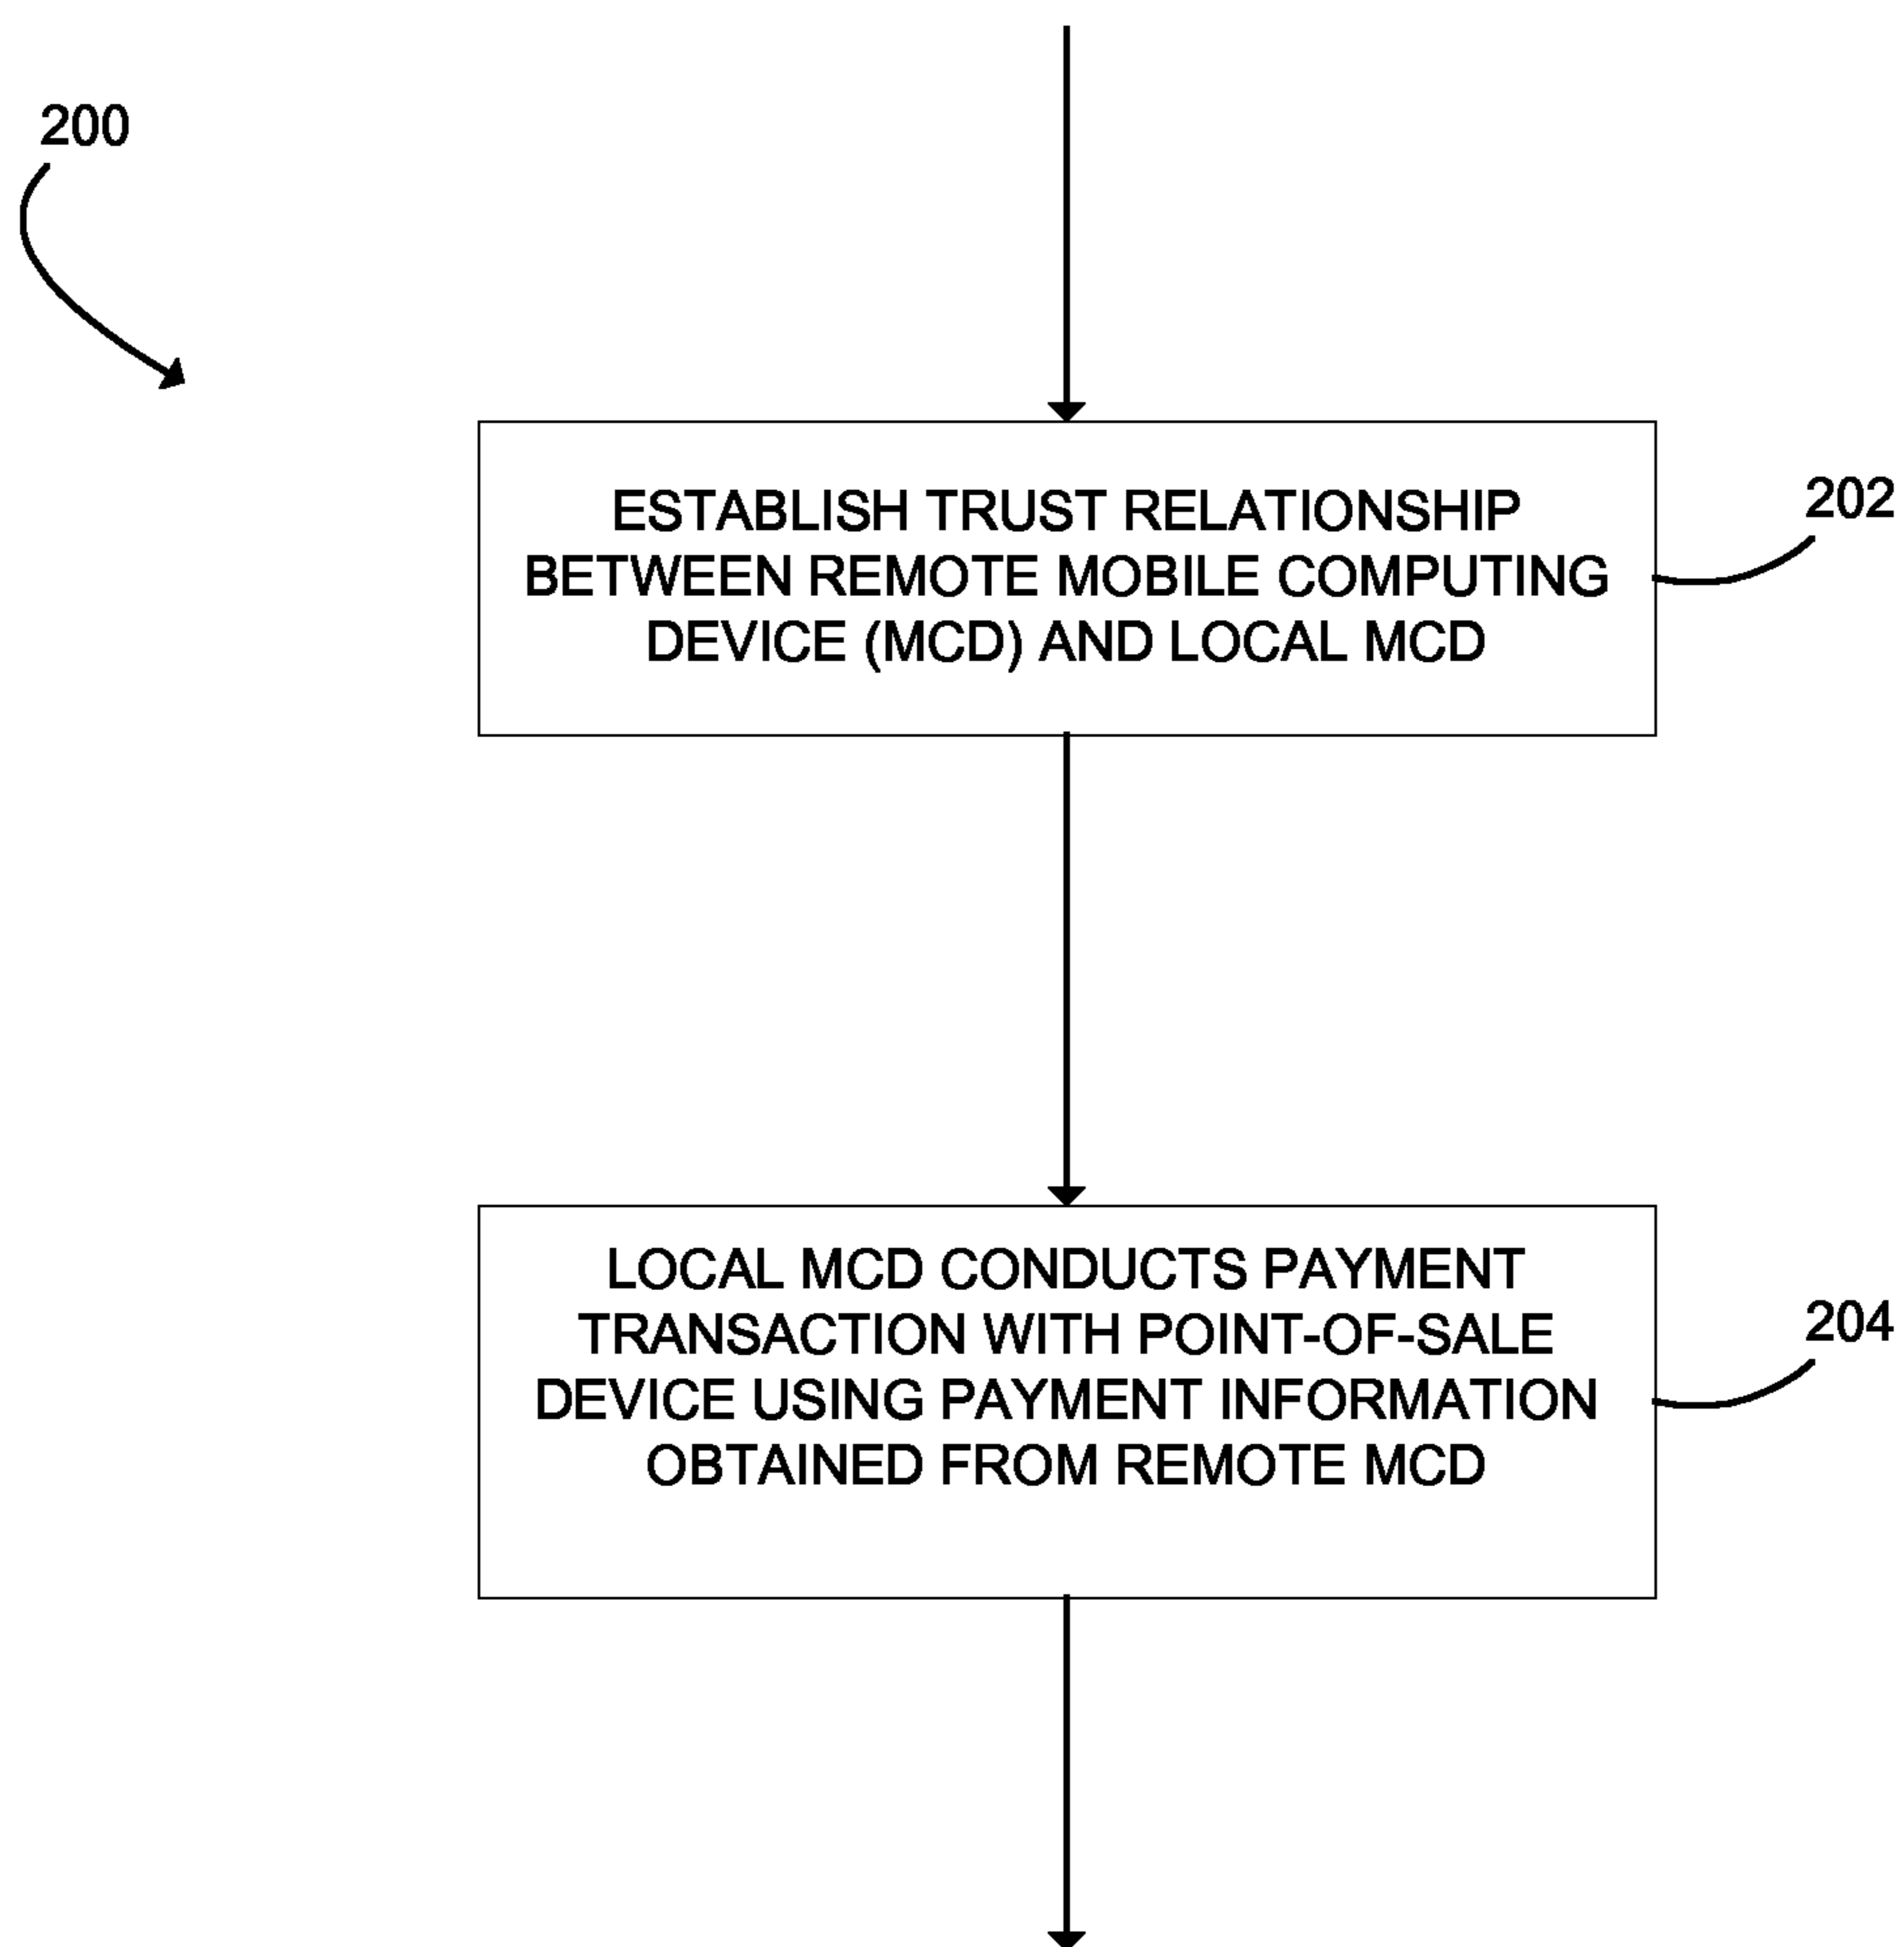 200
ESTABLISH TRUST RELATIONSHIP
BETWEEN REMOTE MOBILE COMPUTING
DEVICE (MCD) AND LOCAL MCD
202
LOCAL MCD CONDUCTS PAYMENT
TRANSACTION WITH POINT-OF-SALE
DEVICE USING PAYMENT INFORMATION
OBTAINED FROM REMOTE MCD
204